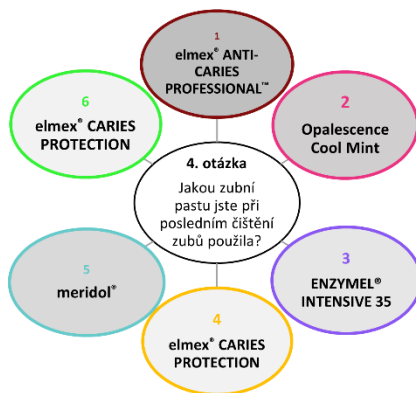 1
elmex® ANTI-
CARIES
PROFESSIONAL™
2
Opalescence
Cool Mint
3
ENZYMEL®
INTENSIVE 35
4
elmex® CARIES
PROTECTION
5
meridol®
6
elmex® CARIES
PROTECTION
4. otázka
Jakou zubní
pastu jste při
posledním čištění
zubů použila?